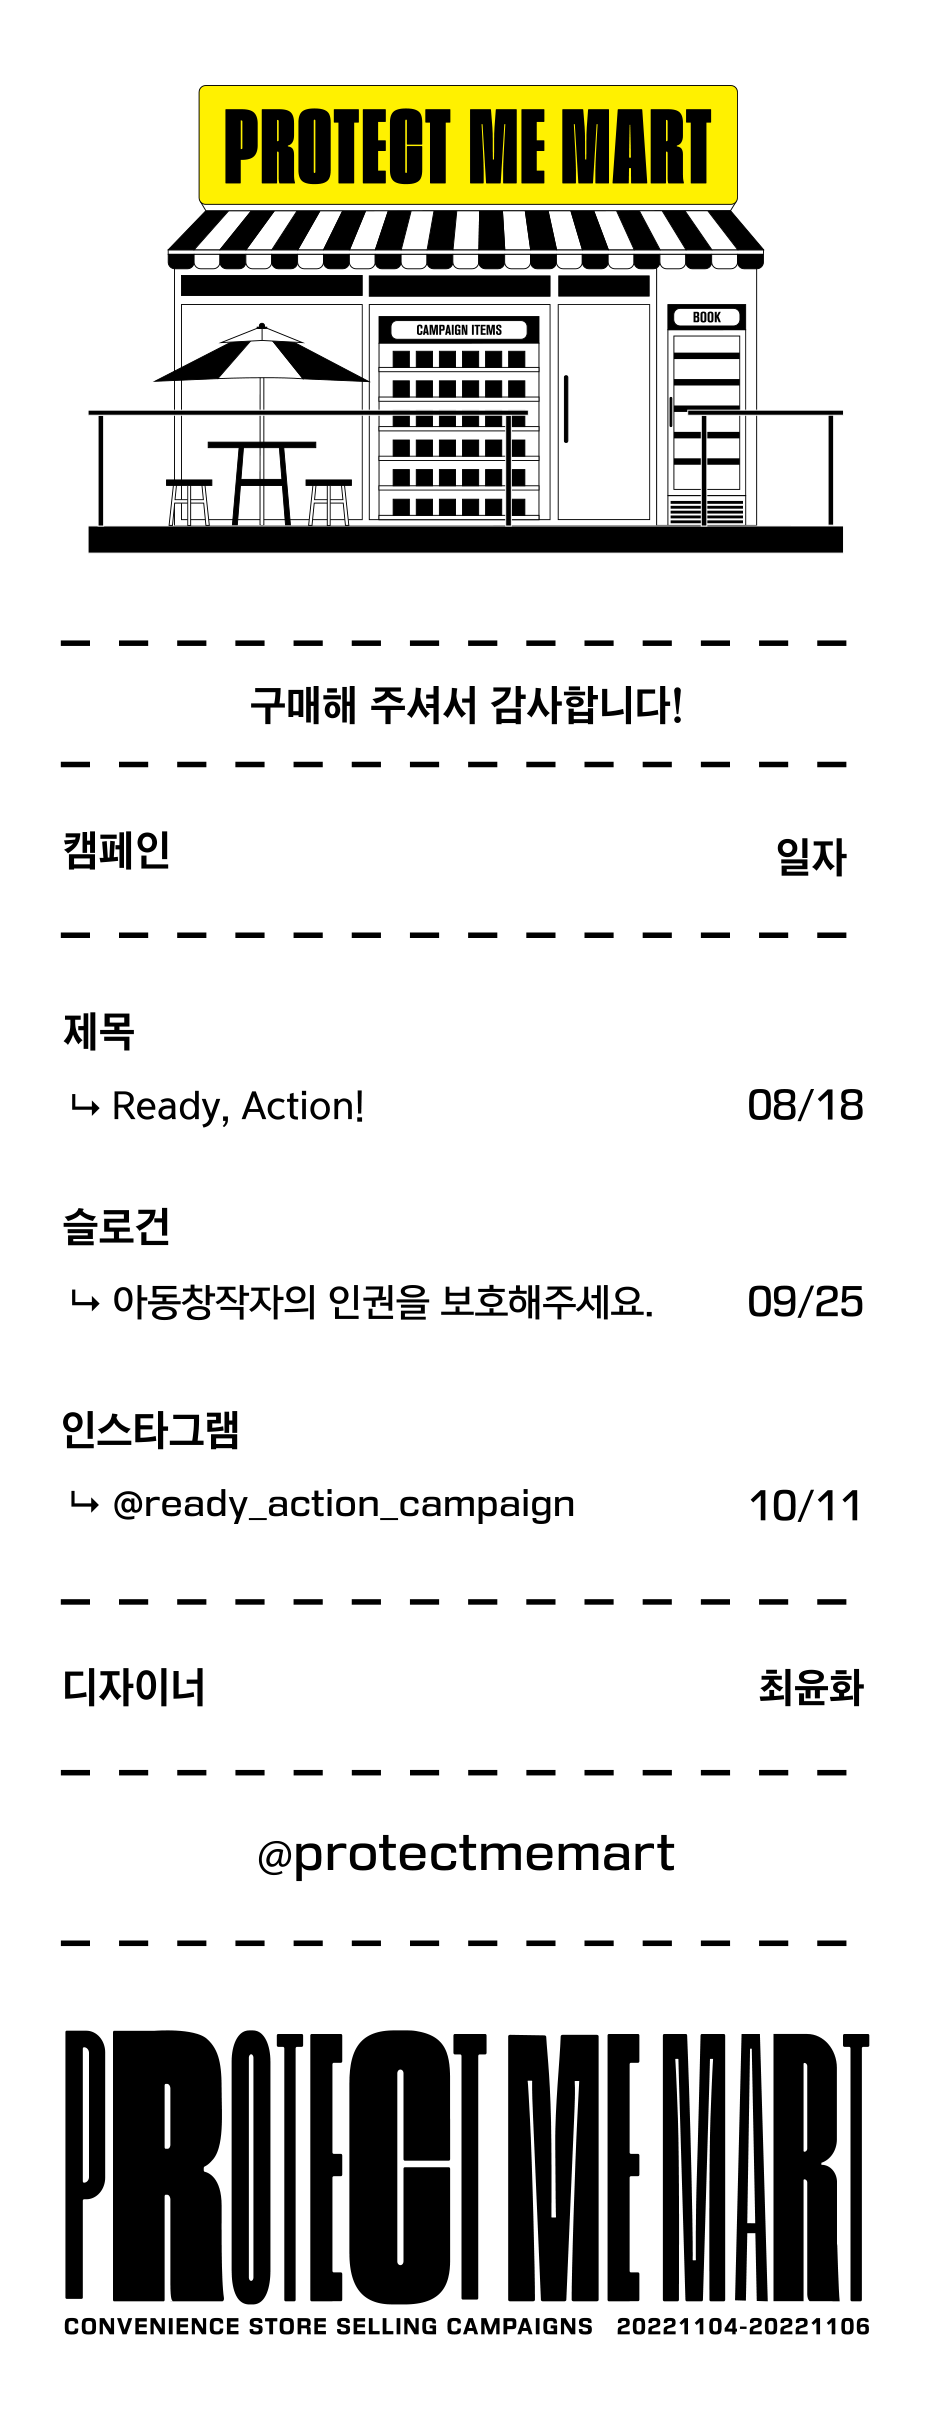 PROTECT ME MART
CAMPAIGN ITEMS
BOOK
구매해 주셔서 감사합니다!
캠페인 일자
제목
↳ Ready, Action! 08/18
슬로건
↳ 아동창작자의 인권을 보호해주세요. 09/25
인스타그램
↳ @ready_action_campaign 10/11
디자이너 최윤화
@protectmemart
PROTECT ME MART
CONVENIENCE STORE SELLING CAMPAIGNS 20221104-20221106